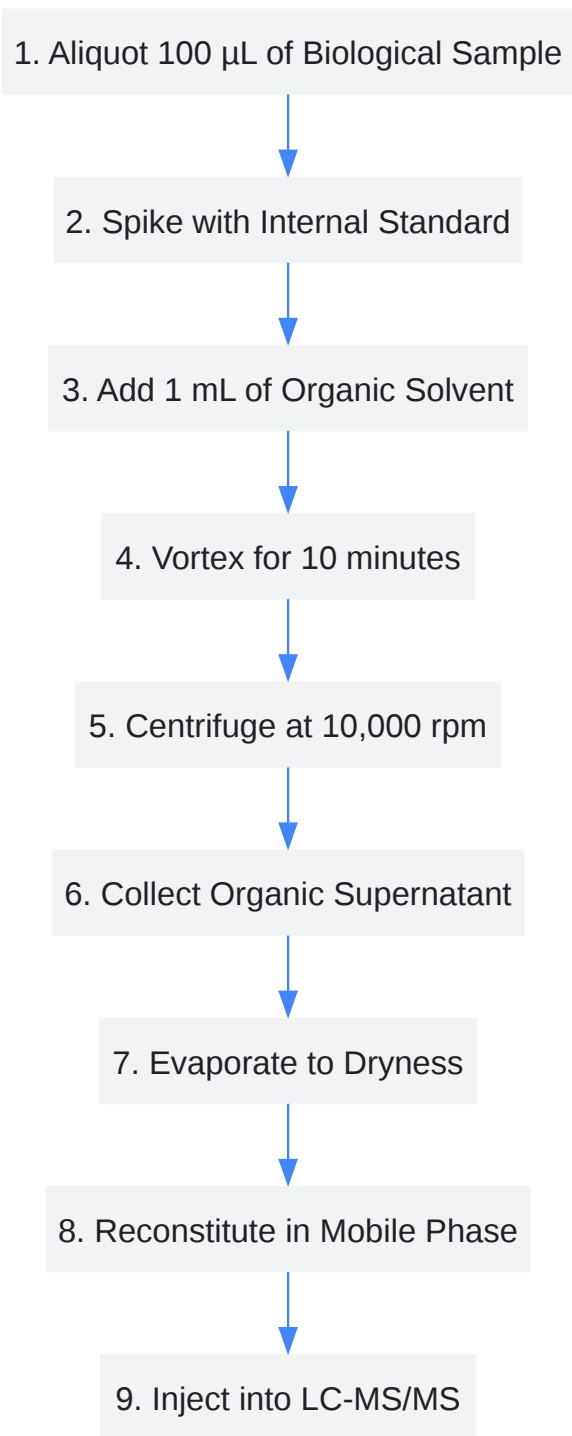 1. Aliquot 100 µL of Biological Sample
2. Spike with Internal Standard
3. Add 1 mL of Organic Solvent
4. Vortex for 10 minutes
5. Centrifuge at 10,000 rpm
6. Collect Organic Supernatant
7. Evaporate to Dryness
8. Reconstitute in Mobile Phase
9. Inject into LC-MS/MS